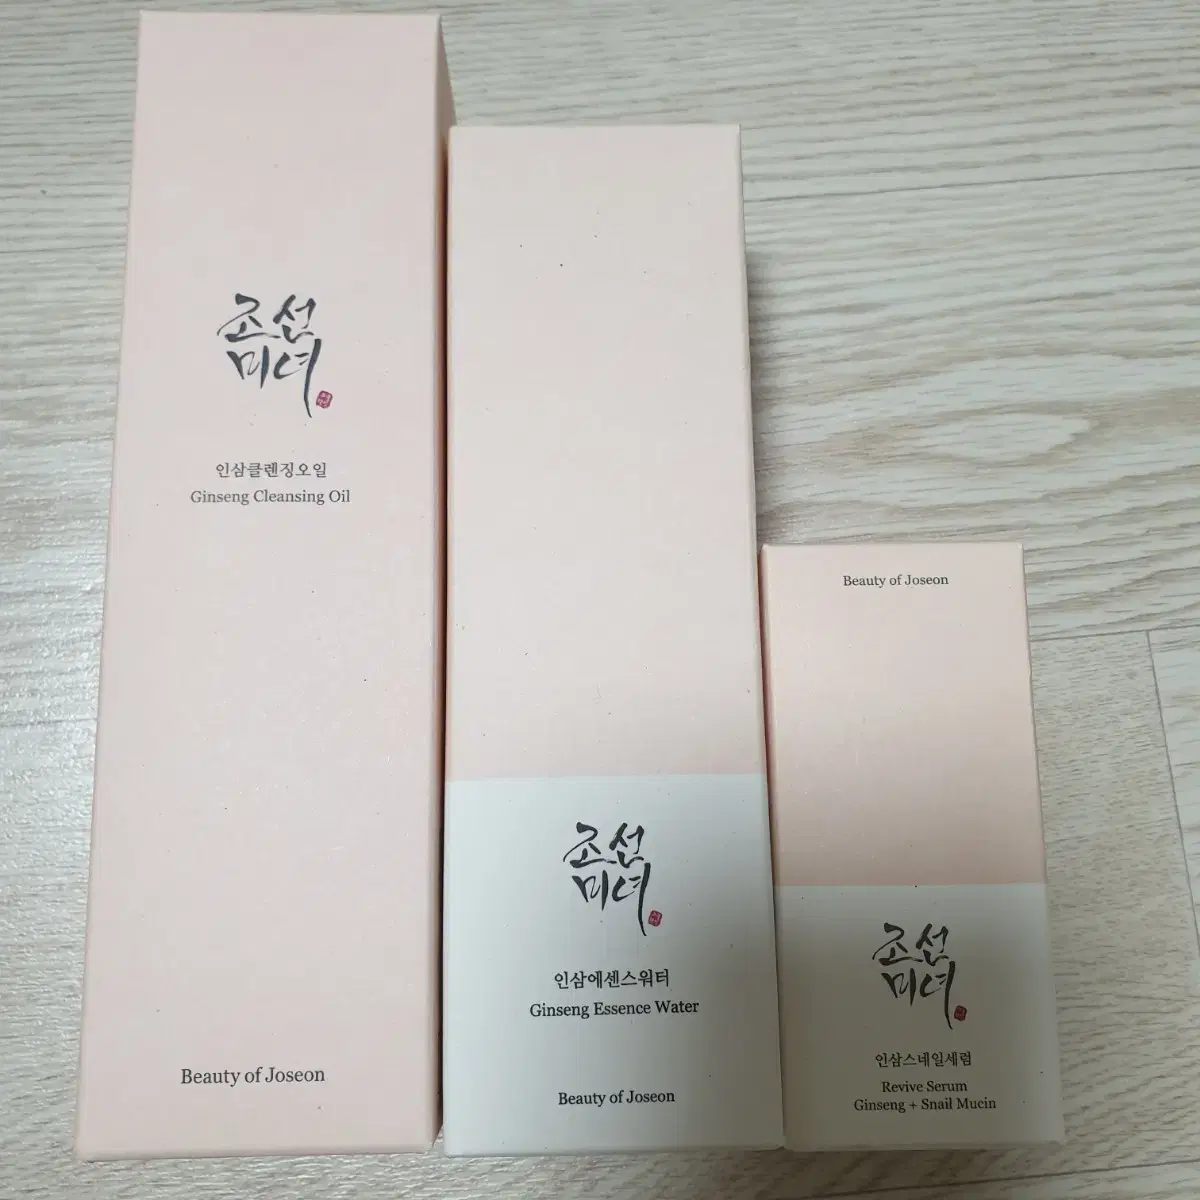 조선
미녀
인삼클렌징오일
Ginseng Cleansing Oil
Beauty of Joseon
조선
미녀
인삼에센스워터
Ginseng Essence Water
Beauty of Joseon
Beauty of Joseon
조선
미녀
인삼스네일세럼
Revive Serum
Ginseng + Snail Mucin